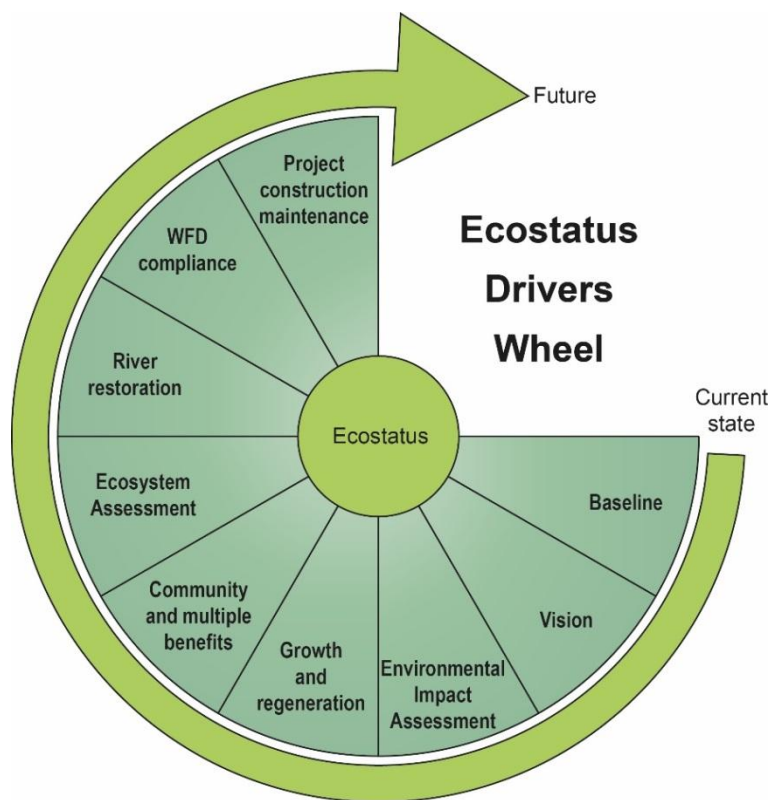 Future
Ecostatus
Drivers
Wheel
Current
state
Project
construction
maintenance
WFD
compliance
River
restoration
Ecosystem
Assessment
Community
and multiple
benefits
Growth
and
regeneration
Environmental
Impact
Assessment
Vision
Baseline
Ecostatus